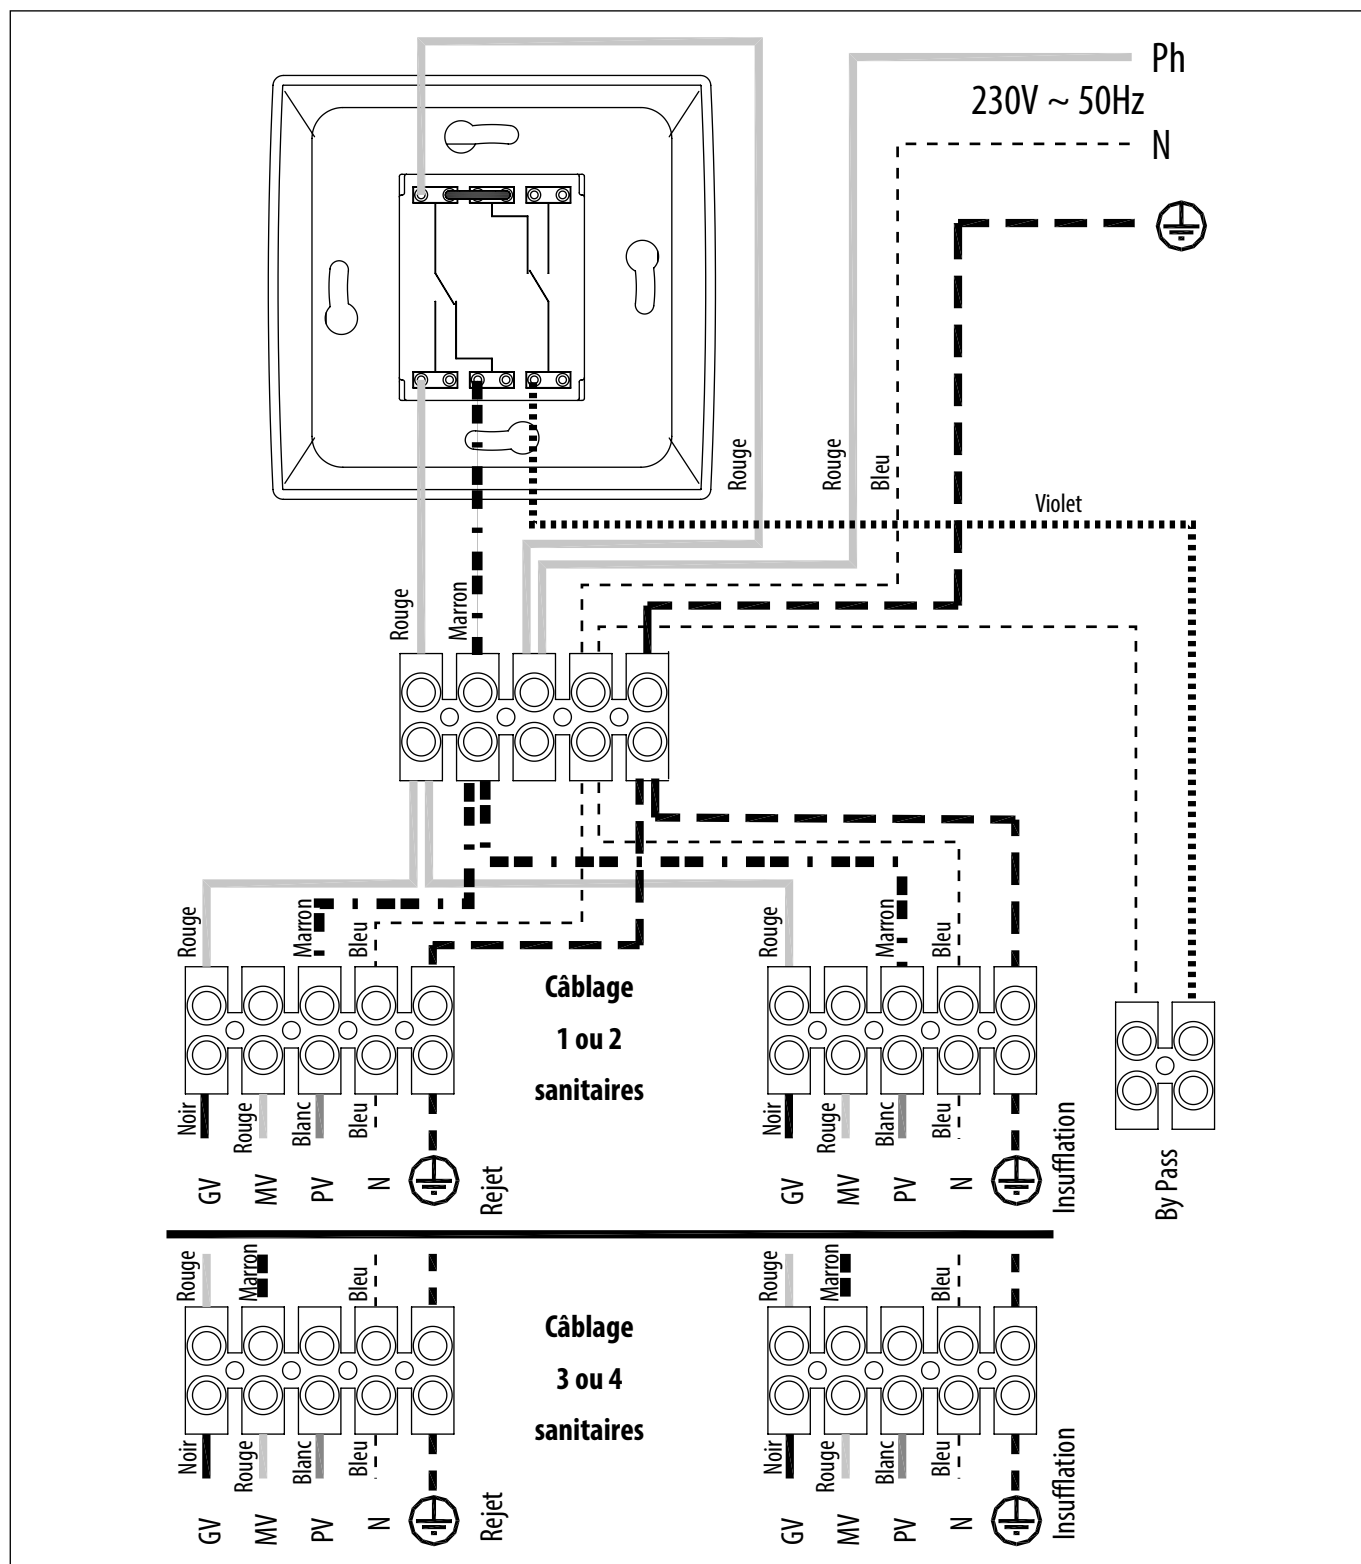 Ph
230V ~ 50Hz
N
Rouge
Rouge
Bleu
Violet
Rouge
Marron
Rouge
Marron
Bleu
Rouge
Marron
Bleu
Câblage
1 ou 2
sanitaires
Noir
Rouge
Blanc
Bleu
Noir
Rouge
Blanc
Bleu
GV
MV
PV
N
Rejet
GV
MV
PV
N
Insufflation
By Pass
Rouge
Marron
Bleu
Rouge
Marron
Bleu
Câblage
3 ou 4
sanitaires
Noir
Rouge
Blanc
Bleu
Noir
Rouge
Blanc
Bleu
GV
MV
PV
N
Rejet
GV
MV
PV
N
Insufflation